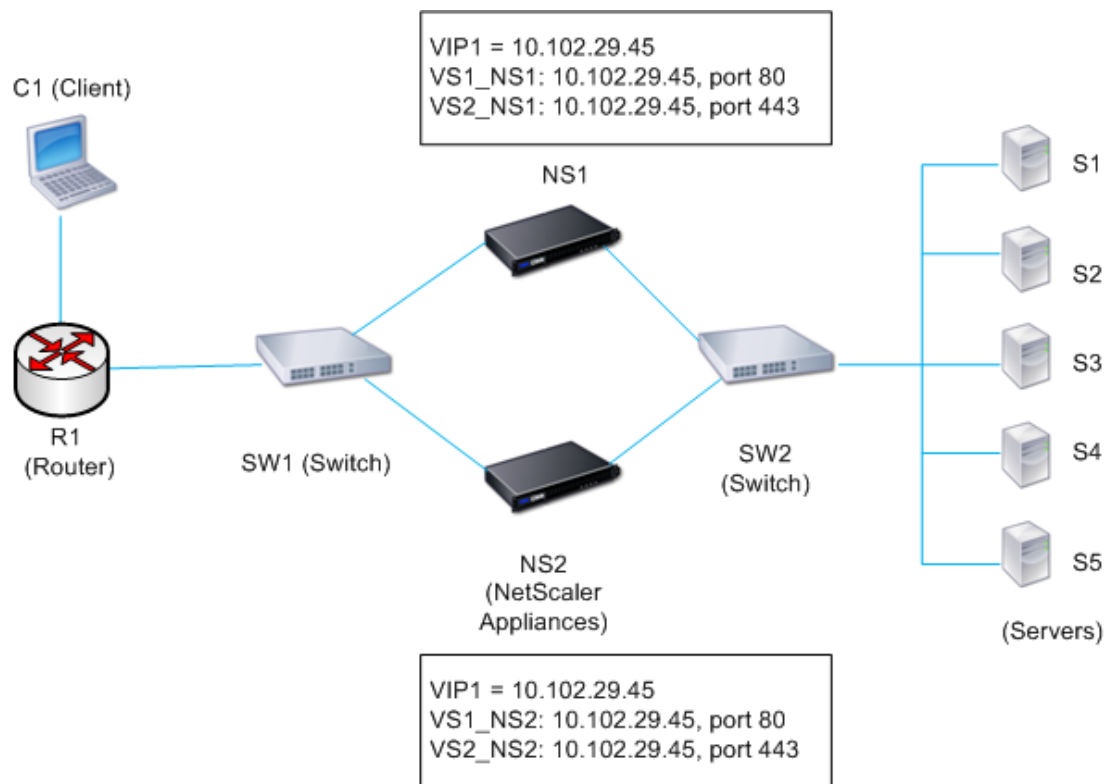 VIP1 = 10.102.29.45
VS1_NS1: 10.102.29.45, port 80
VS2_NS1: 10.102.29.45, port 443
C1 (Client)
NS1
S1
S2
S3
S4
S5
(Servers)
R1
(Router)
SW1 (Switch)
SW2
(Switch)
NS2
(NetScaler
Appliances)
VIP1 = 10.102.29.45
VS1_NS2: 10.102.29.45, port 80
VS2_NS2: 10.102.29.45, port 443